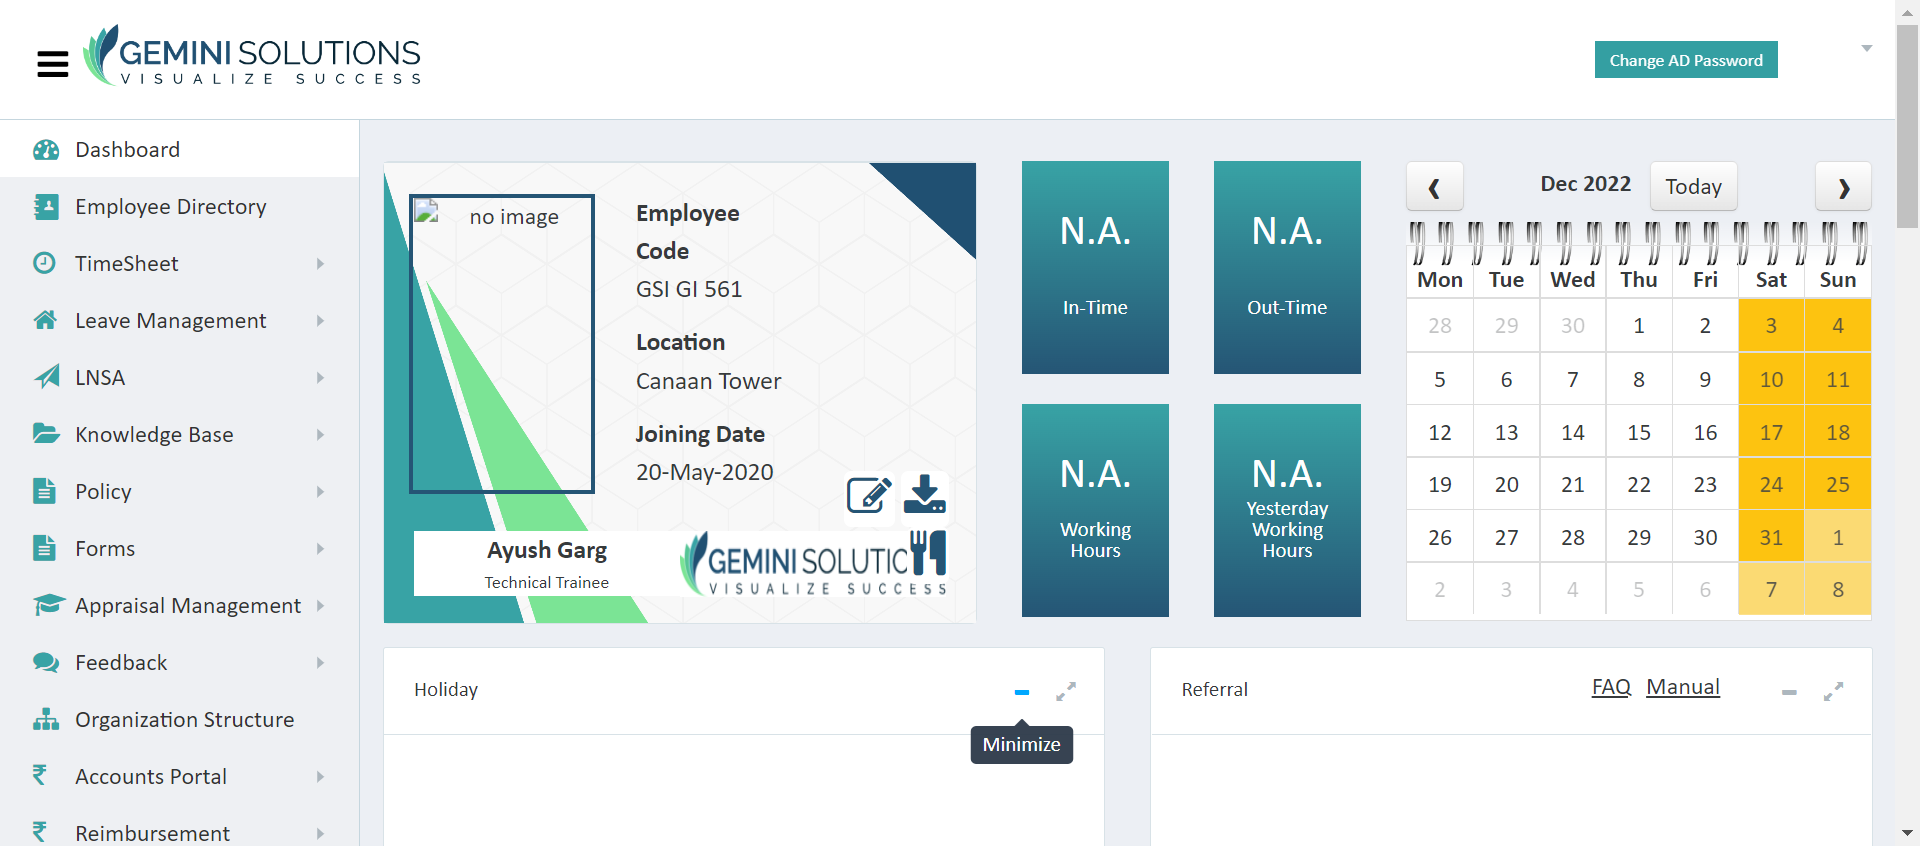 GEMINI SOLUTIONS
VISUALIZE SUCCESS
Change AD Password
Dashboard
Employee Directory
TimeSheet
Leave Management
LNSA
Knowledge Base
Policy
Forms
Appraisal Management
Feedback
Organization Structure
Accounts Portal
Reimbursement
no image
Employee
Code
GSI GI 561
Location
Canaan Tower
Joining Date
20-May-2020
Ayush Garg
Technical Trainee
GEMINI SOLUTIC
VISUALIZE SUCCESS
N.A.
In-Time
N.A.
Out-Time
N.A.
Working
Hours
N.A.
Yesterday
Working
Hours
❮ Dec 2022 Today ❯
Mon Tue Wed Thu Fri Sat Sun
28 29 30 1 2 3 4
5 6 7 8 9 10 11
12 13 14 15 16 17 18
19 20 21 22 23 24 25
26 27 28 29 30 31 1
2 3 4 5 6 7 8
Holiday
Minimize
Referral
FAQ Manual